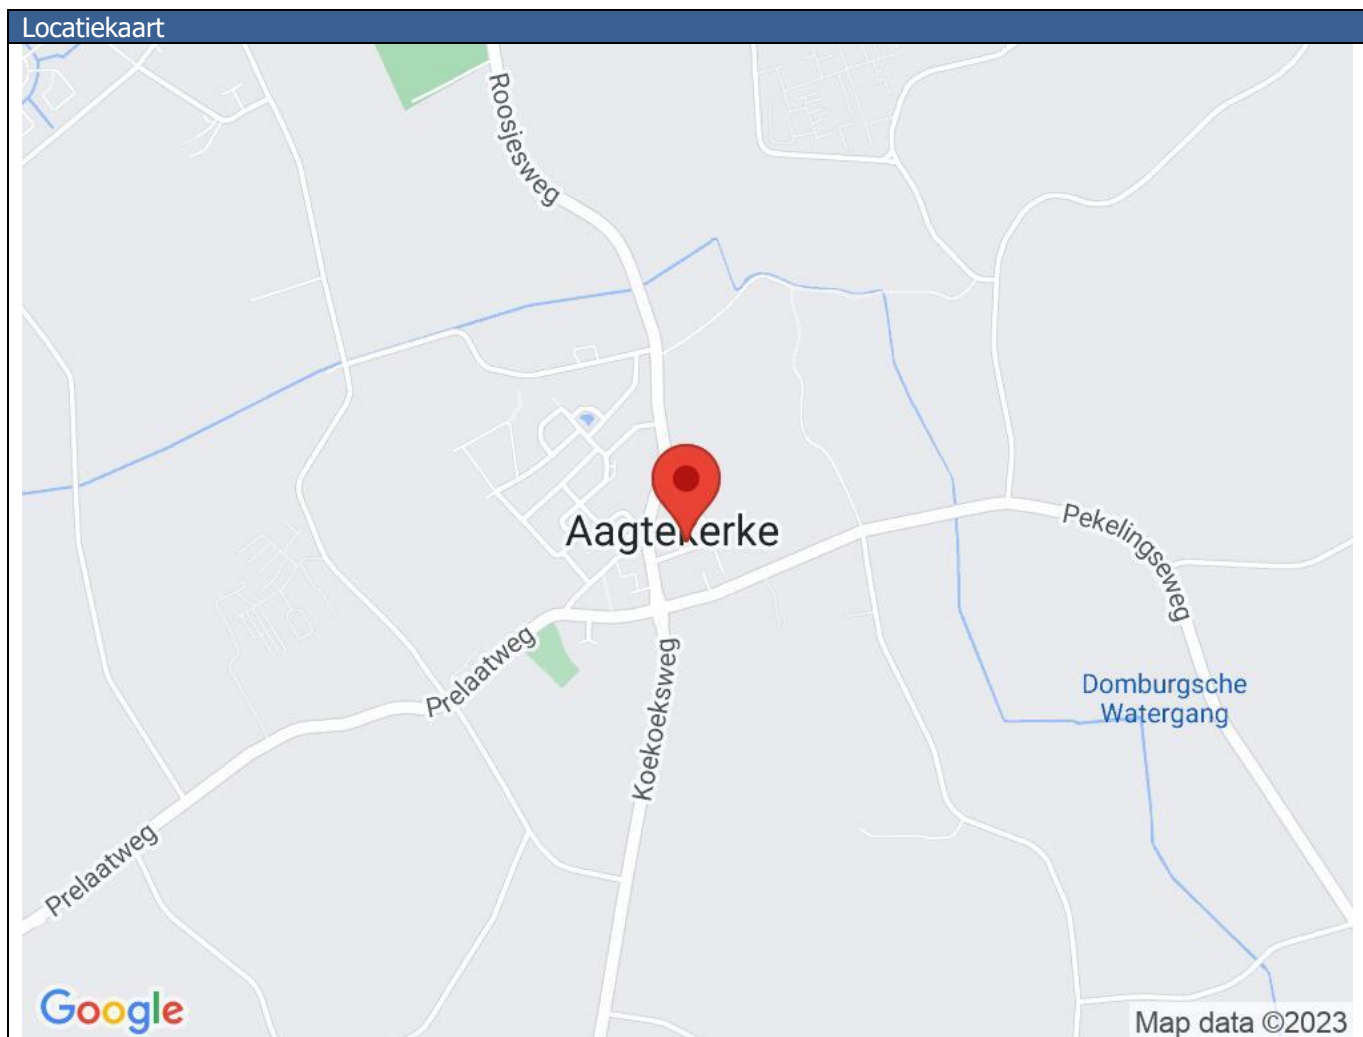 Locatiekaart
Roosjesweg
Aagtekerke
Pekelingseweg
Prelaatweg
Koekoeksweg
Domburgsche
Watergang
Prelaatweg
Google
Map data ©2023